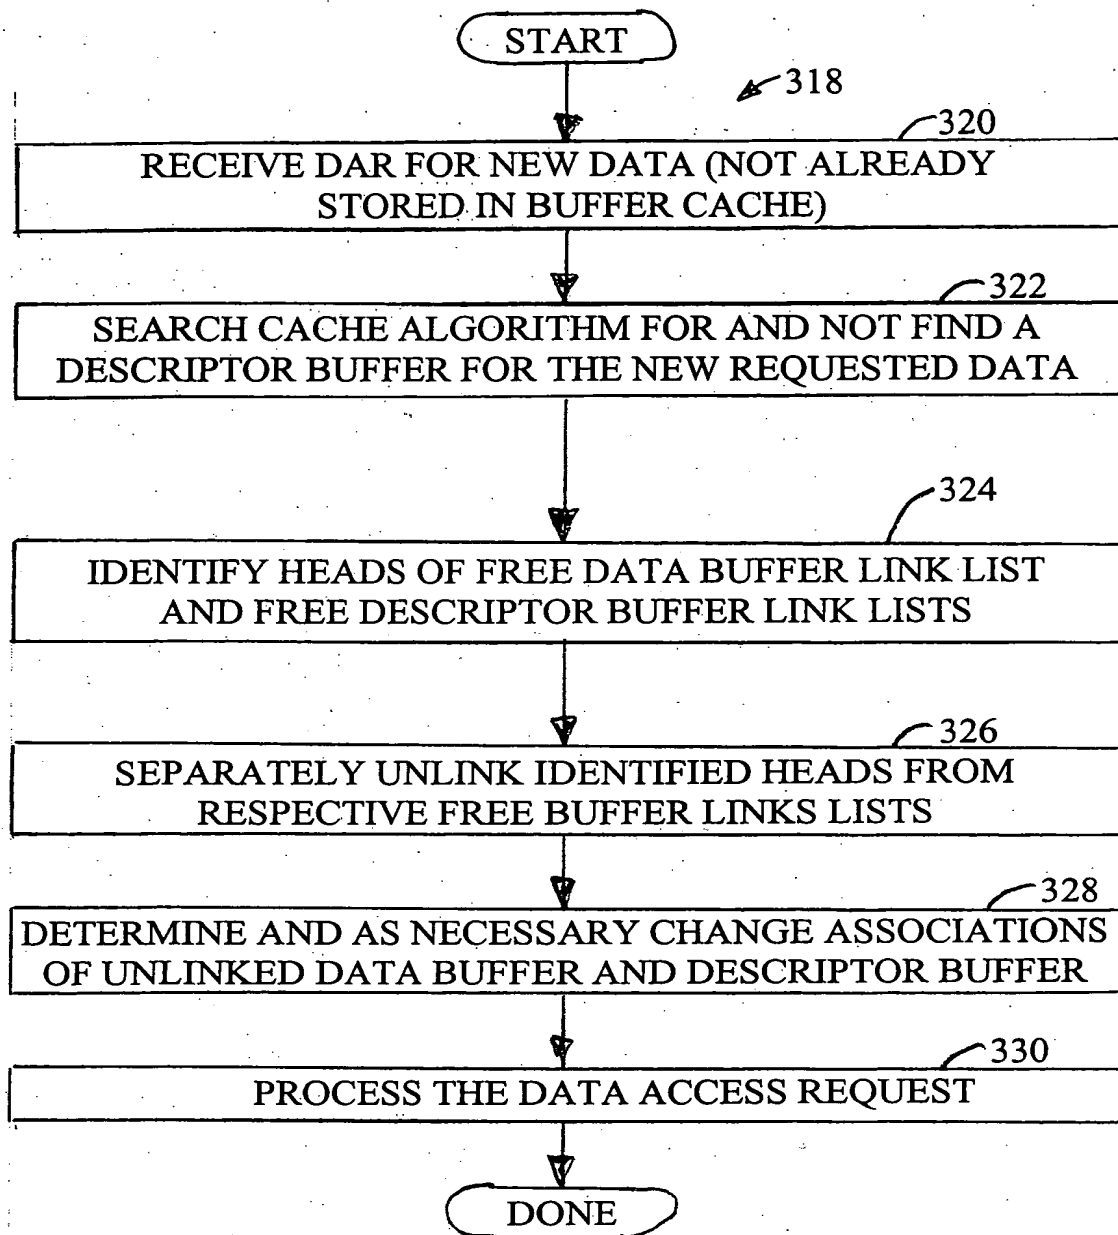 START
318
320
RECEIVE DAR FOR NEW DATA (NOT ALREADY
STORED IN BUFFER CACHE)
322
SEARCH CACHE ALGORITHM FOR AND NOT FIND A
DESCRIPTOR BUFFER FOR THE NEW REQUESTED DATA
324
IDENTIFY HEADS OF FREE DATA BUFFER LINK LIST
AND FREE DESCRIPTOR BUFFER LINK LISTS
326
SEPARATELY UNLINK IDENTIFIED HEADS FROM
RESPECTIVE FREE BUFFER LINKS LISTS
328
DETERMINE AND AS NECESSARY CHANGE ASSOCIATIONS
OF UNLINKED DATA BUFFER AND DESCRIPTOR BUFFER
330
PROCESS THE DATA ACCESS REQUEST
DONE